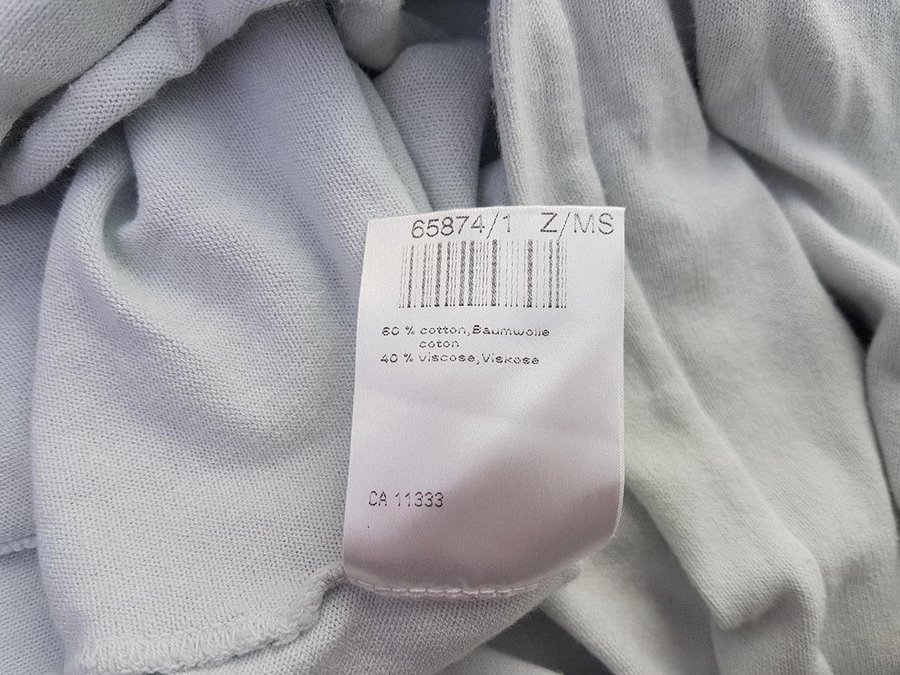 65874/1 Z/MS
60 % cotton,Baumwolle
coton
40 % viscose,Viskose
CA 11333